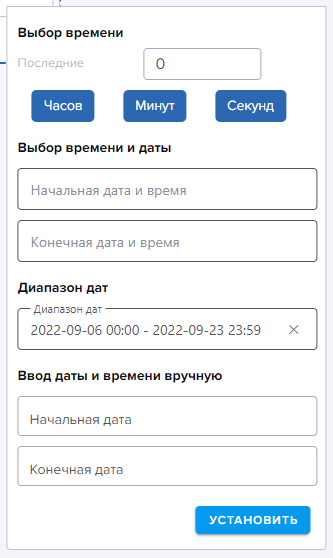 Выбор времени
Последние 0
Часов Минут Секунд
Выбор времени и даты
Начальная дата и время
Конечная дата и время
Диапазон дат
Диапазон дат
2022-09-06 00:00 - 2022-09-23 23:59
Ввод даты и времени вручную
Начальная дата
Конечная дата
УСТАНОВИТЬ